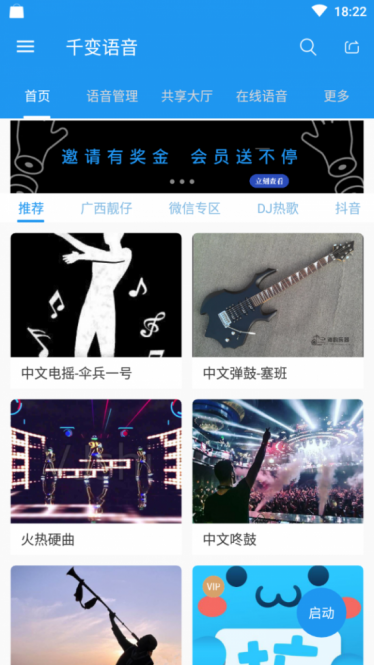 18:22
千变语音
首页 语音管理 共享大厅 在线语音 更多
邀请有奖金 会员送不停
立刻查看
推荐 广西靓仔 微信专区 DJ热歌 抖音
中文电摇-伞兵一号 中文弹鼓-塞班
火热硬曲 中文咚鼓
VIP
启动